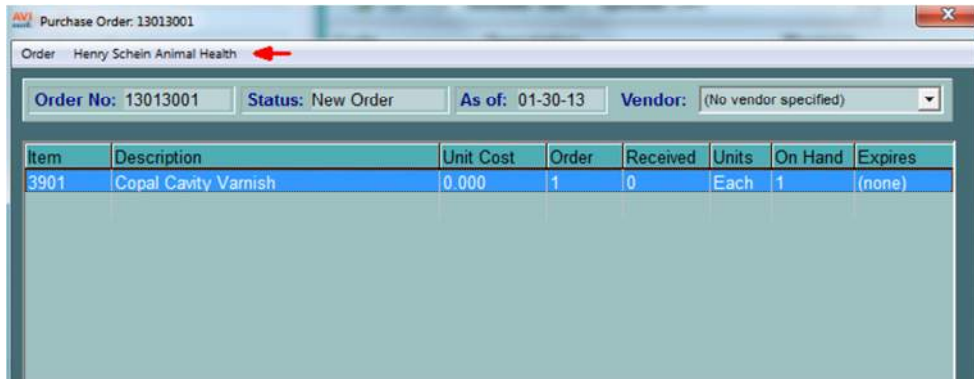 AVI Purchase Order: 13013001
Order Henry Schein Animal Health
Order No: 13013001 Status: New Order As of: 01-30-13 Vendor: (No vendor specified)
Item Description Unit Cost Order Received Units On Hand Expires
3901 Copal Cavity Varnish 0.000 1 0 Each 1 (none)